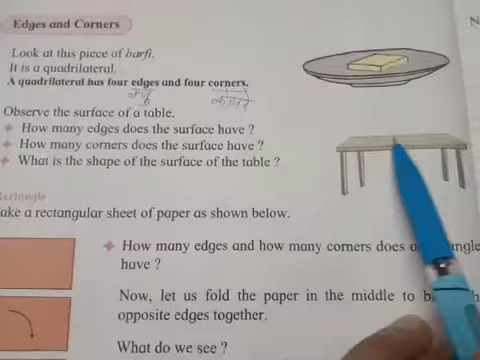 Edges and Corners
Look at this piece of barfi.
It is a quadrilateral.
A quadrilateral has four edges and four corners.
Observe the surface of a table.
How many edges does the surface have ?
How many corners does the surface have ?
What is the shape of the surface of the table ?
Rectangle
ake a rectangular sheet of paper as shown below.
How many edges and how many corners does a
have ?
Now, let us fold the paper in the middle to
opposite edges together.
What do we see ?